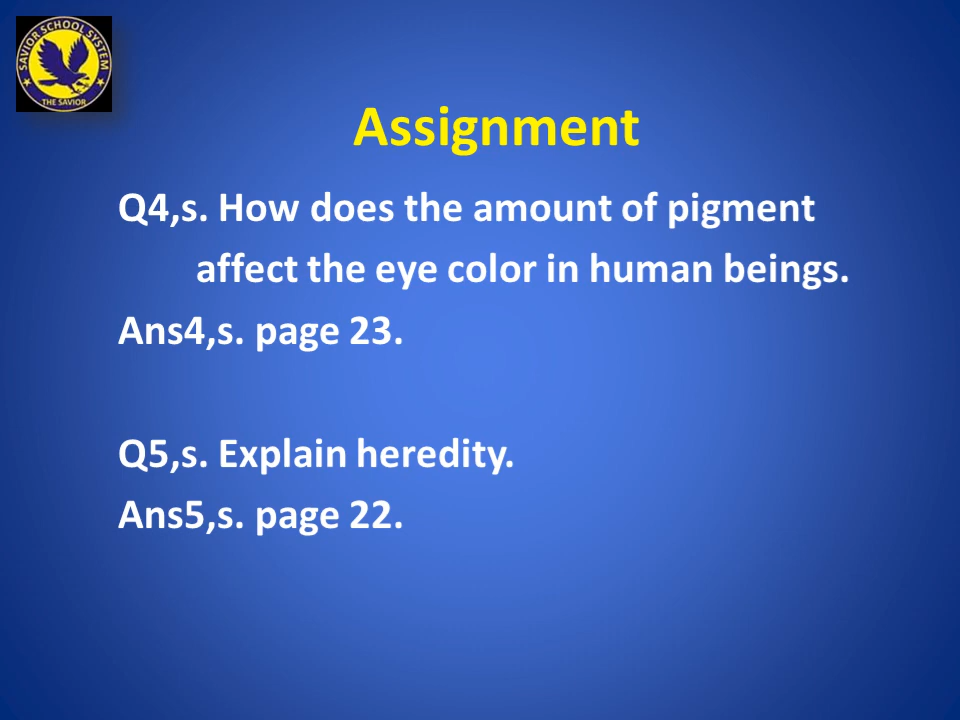 SAVIOR SCHOOL SYSTEM
THE SAVIOR
Assignment
Q4,s. How does the amount of pigment
affect the eye color in human beings.
Ans4,s. page 23.
Q5,s. Explain heredity.
Ans5,s. page 22.